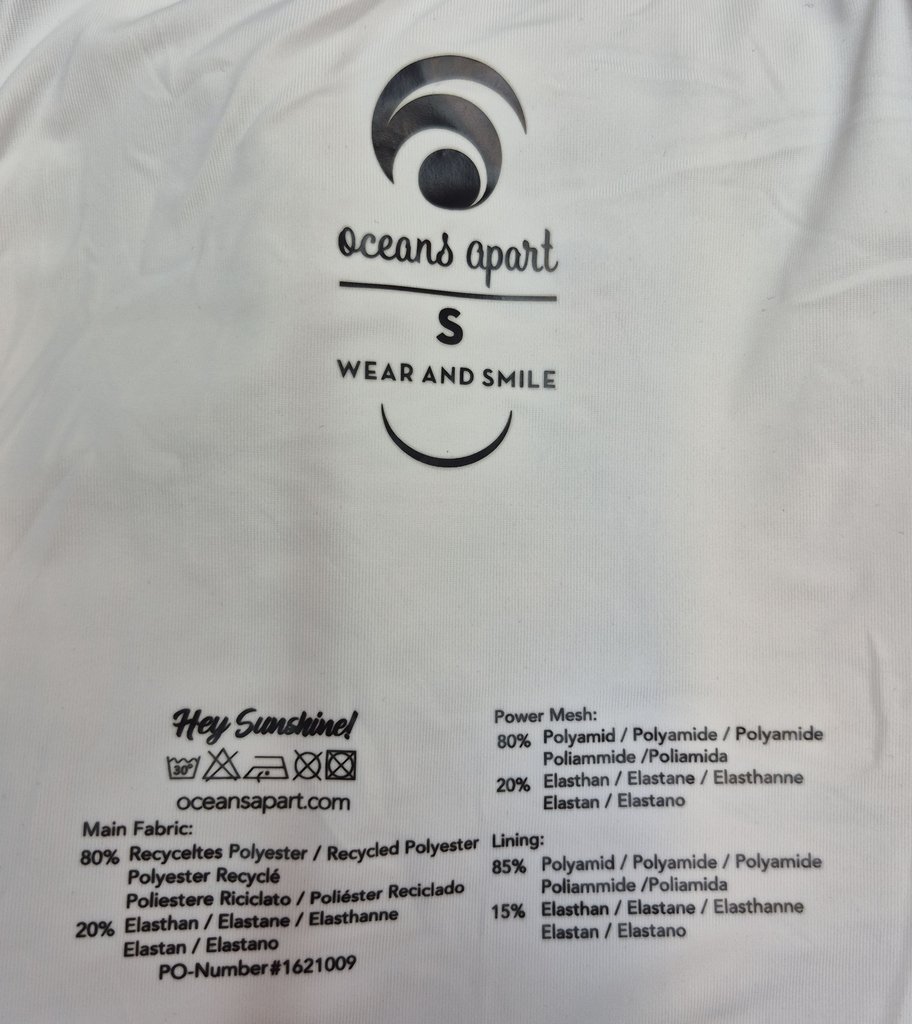 oceans apart
S
WEAR AND SMILE
Hey Sunshine!
30°
oceansapart.com
Main Fabric:
80% Recyceltes Polyester / Recycled Polyester
Polyester Recyclé
Poliestere Riciclato / Poliéster Reciclado
20% Elasthan / Elastane / Elasthanne
Elastan / Elastano
PO-Number#1621009
Power Mesh:
80% Polyamid / Polyamide / Polyamide
Poliammide /Poliamida
20% Elasthan / Elastane / Elasthanne
Elastan / Elastano
Lining:
85% Polyamid / Polyamide / Polyamide
Poliammide /Poliamida
15% Elasthan / Elastane / Elasthanne
Elastan / Elastano